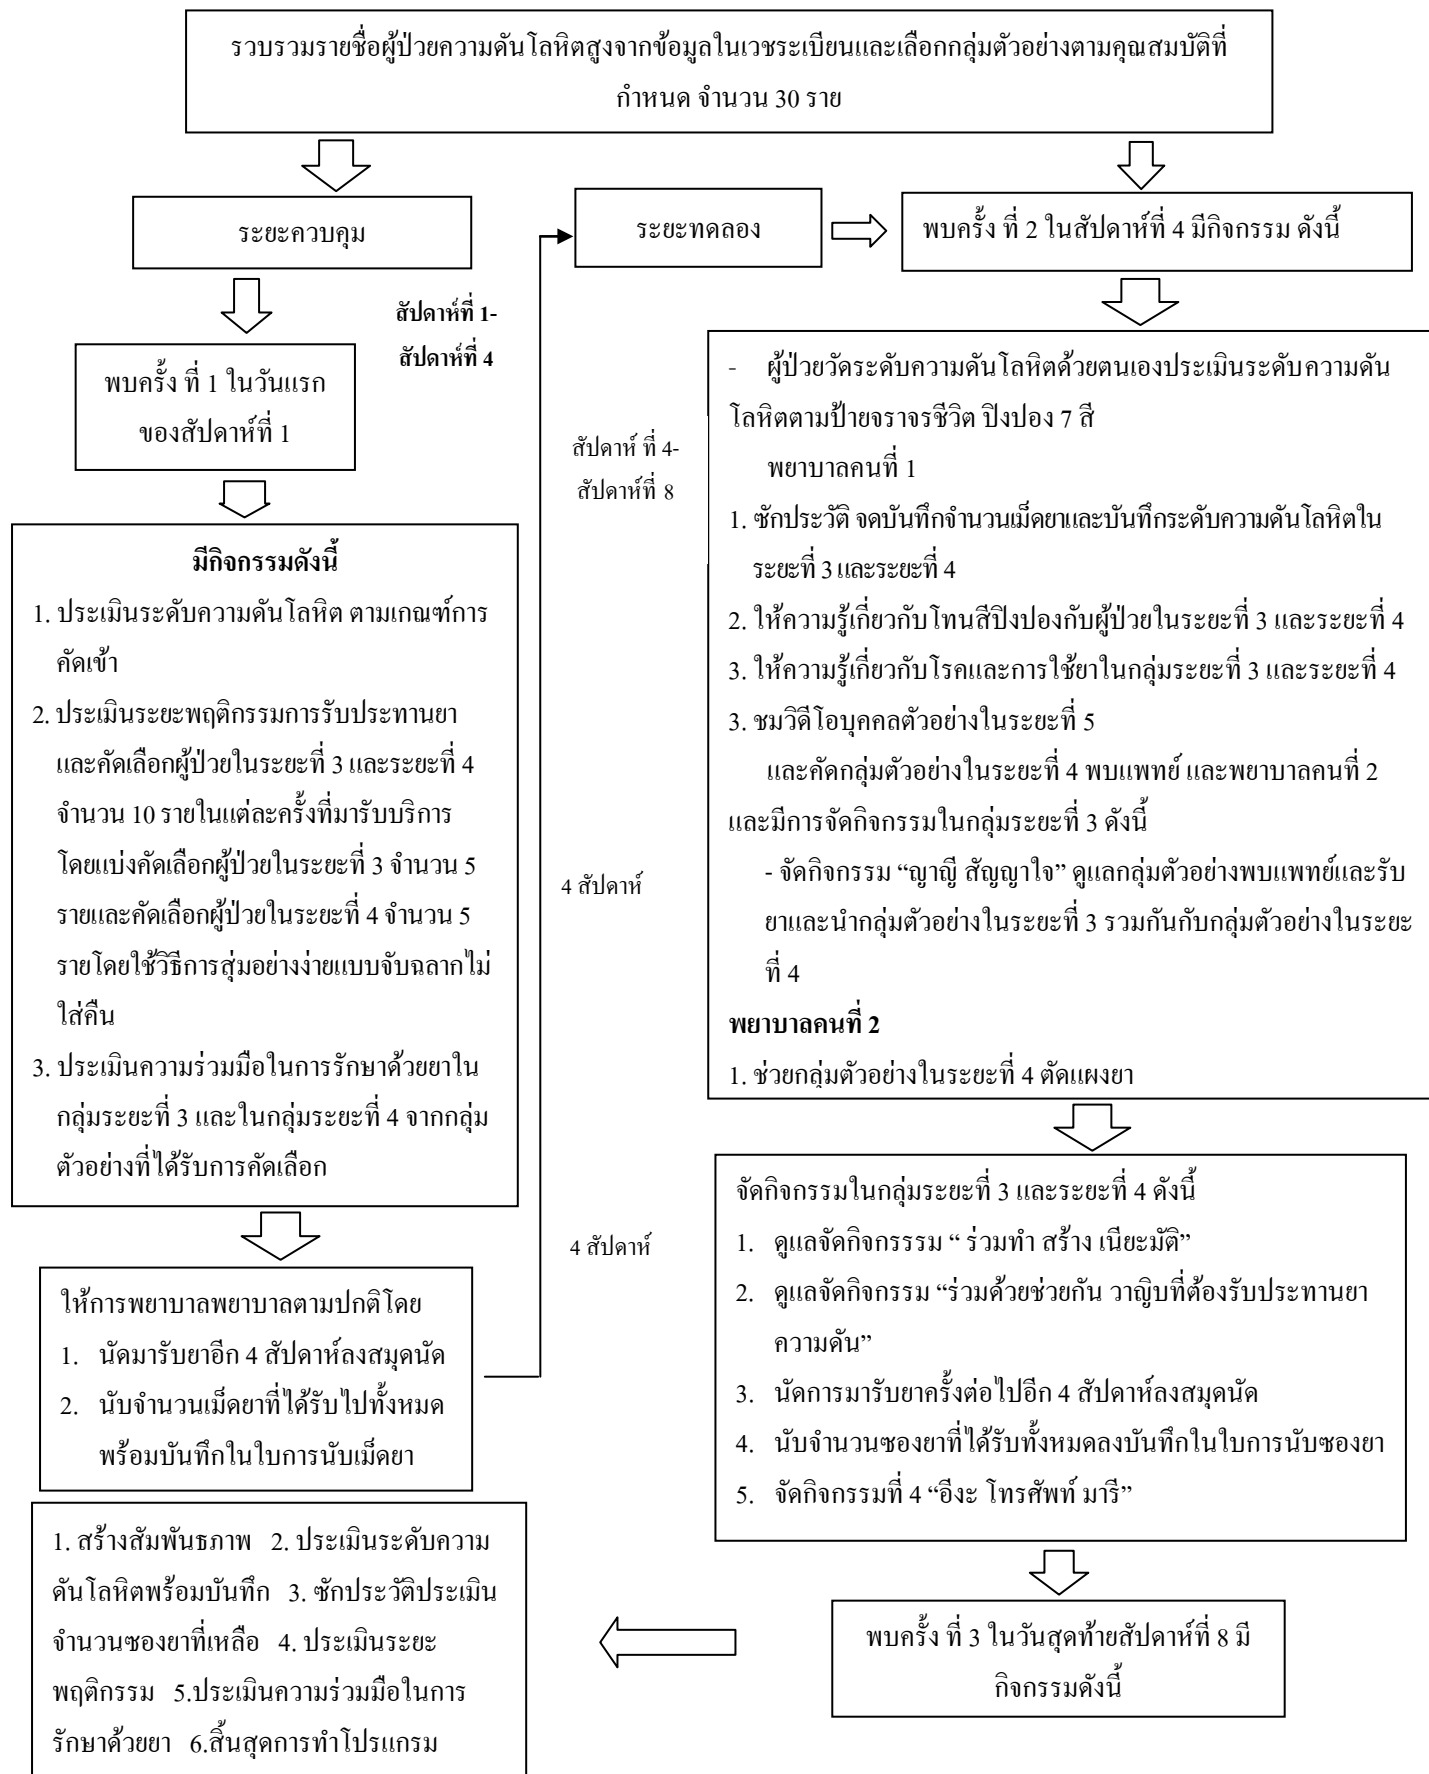 รวบรวมรายชื่อผู้ป่วยความดันโลหิตสูงจากข้อมูลในเวชระเบียนและเลือกกลุ่มตัวอย่างตามคุณสมบัติที่
กำหนด จำนวน 30 ราย
ระยะควบคุม
สัปดาห์ที่ 1-
สัปดาห์ที่ 4
พบครั้ง ที่ 1 ในวันแรก
ของสัปดาห์ที่ 1
มีกิจกรรมดังนี้
1. ประเมินระดับความดันโลหิต ตามเกณฑ์การ
คัดเข้า
2. ประเมินระยะพฤติกรรมการรับประทานยา
และคัดเลือกผู้ป่วยในระยะที่ 3 และระยะที่ 4
จำนวน 10 รายในแต่ละครั้งที่มารับบริการ
โดยแบ่งคัดเลือกผู้ป่วยในระยะที่ 3 จำนวน 5
รายและคัดเลือกผู้ป่วยในระยะที่ 4 จำนวน 5
รายโดยใช้วิธีการสุ่มอย่างง่ายแบบจับฉลากไม่
ใส่คืน
3. ประเมินความร่วมมือในการรักษาด้วยยาใน
กลุ่มระยะที่ 3 และในกลุ่มระยะที่ 4 จากกลุ่ม
ตัวอย่างที่ได้รับการคัดเลือก
ให้การพยาบาลพยาบาลตามปกติโดย
1. นัดมารับยาอีก 4 สัปดาห์ลงสมุดนัด
2. นับจำนวนเม็ดยาที่ได้รับไปทั้งหมด
พร้อมบันทึกในใบการนับเม็ดยา
ระยะทดลอง
สัปดาห์ ที่ 4-
สัปดาห์ที่ 8
4 สัปดาห์
4 สัปดาห์
พบครั้ง ที่ 2 ในสัปดาห์ที่ 4 มีกิจกรรม ดังนี้
- ผู้ป่วยวัดระดับความดันโลหิตด้วยตนเองประเมินระดับความดัน
โลหิตตามป้ายจราจรชีวิต ปิงปอง 7 สี
พยาบาลคนที่ 1
1. ซักประวัติ จดบันทึกจำนวนเม็ดยาและบันทึกระดับความดันโลหิตใน
ระยะที่ 3 และระยะที่ 4
2. ให้ความรู้เกี่ยวกับโทนสีปิงปองกับผู้ป่วยในระยะที่ 3 และระยะที่ 4
3. ให้ความรู้เกี่ยวกับโรคและการใช้ยาในกลุ่มระยะที่ 3 และระยะที่ 4
3. ชมวิดีโอบุคคลตัวอย่างในระยะที่ 5
และคัดกลุ่มตัวอย่างในระยะที่ 4 พบแพทย์ และพยาบาลคนที่ 2
และมีการจัดกิจกรรมในกลุ่มระยะที่ 3 ดังนี้
- จัดกิจกรรม “ญาญี สัญญาใจ” ดูแลกลุ่มตัวอย่างพบแพทย์และรับ
ยาและนำกลุ่มตัวอย่างในระยะที่ 3 รวมกันกับกลุ่มตัวอย่างในระยะ
ที่ 4
พยาบาลคนที่ 2
1. ช่วยกลุ่มตัวอย่างในระยะที่ 4 ตัดแผงยา
จัดกิจกรรมในกลุ่มระยะที่ 3 และระยะที่ 4 ดังนี้
1. ดูแลจัดกิจกรรรม “ ร่วมทำ สร้าง เนียะมัติ”
2. ดูแลจัดกิจกรรม “ร่วมด้วยช่วยกัน วาญิบที่ต้องรับประทานยา
ความดัน”
3. นัดการมารับยาครั้งต่อไปอีก 4 สัปดาห์ลงสมุดนัด
4. นับจำนวนซองยาที่ได้รับทั้งหมดลงบันทึกในใบการนับซองยา
5. จัดกิจกรรมที่ 4 “อีงะ โทรศัพท์ มารี”
พบครั้ง ที่ 3 ในวันสุดท้ายสัปดาห์ที่ 8 มี
กิจกรรมดังนี้
1. สร้างสัมพันธภาพ 2. ประเมินระดับความ
ดันโลหิตพร้อมบันทึก 3. ซักประวัติประเมิน
จำนวนซองยาที่เหลือ 4. ประเมินระยะ
พฤติกรรม 5.ประเมินความร่วมมือในการ
รักษาด้วยยา 6.สิ้นสุดการทำโปรแกรม